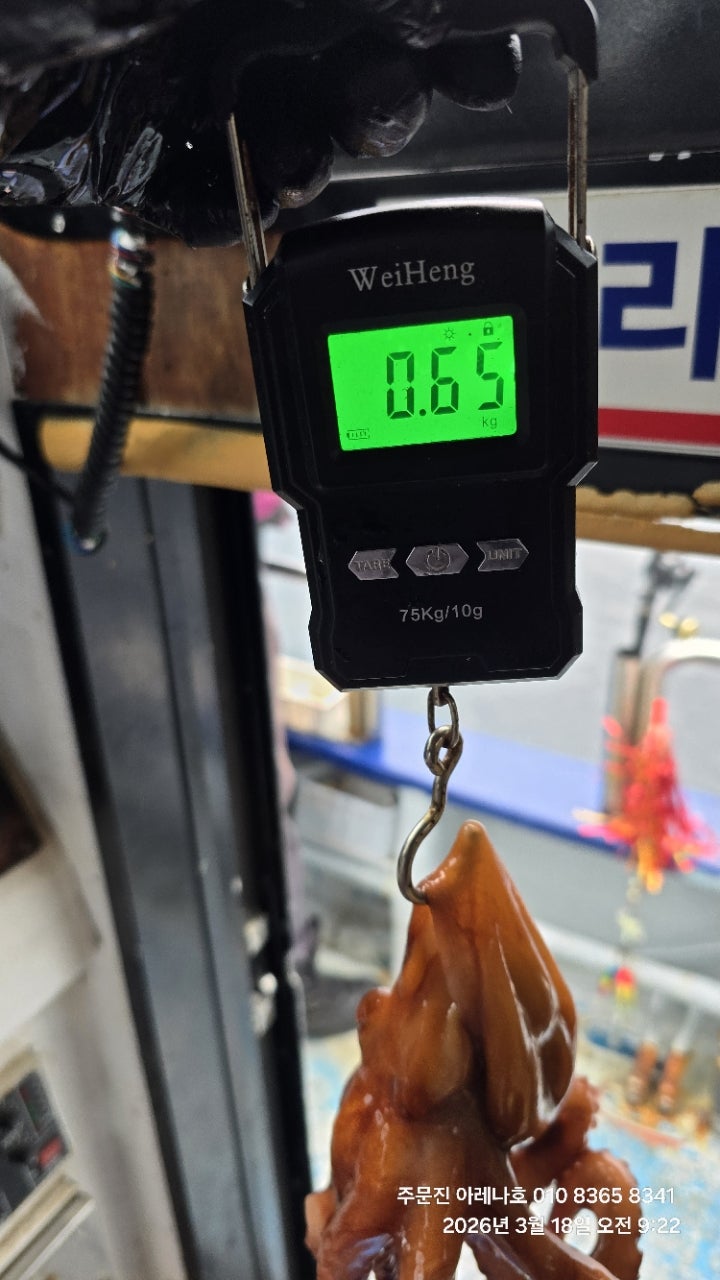 WeiHeng
0.65
kg
TARE
UNIT
75Kg/10g
라
주문진 아레나호 010 8365 8341
2026년 3월 18일 오전 9:22